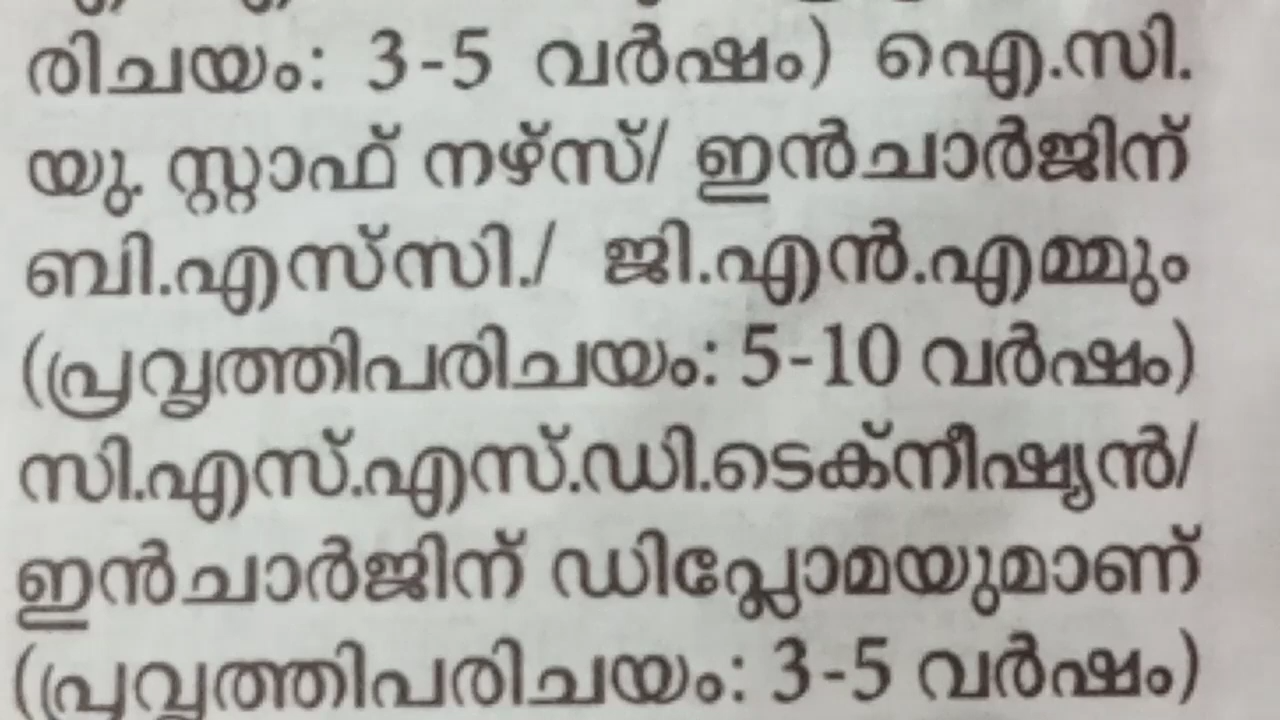 രിചയം: 3-5 വർഷം) ഐ.സി.
യു. സ്റ്റാഫ് നഴ്സ്/ ഇൻചാർജിന്
ബി.എസ്‌സി./ ജി.എൻ.എമ്മും
(പ്രവൃത്തിപരിചയം: 5-10 വർഷം)
സി.എസ്.എസ്.ഡി.ടെക്നീഷ്യൻ/
ഇൻചാർജിന് ഡിപ്ലോമയുമാണ്
(പ്രവൃത്തിപരിചയം: 3-5 വർഷം)